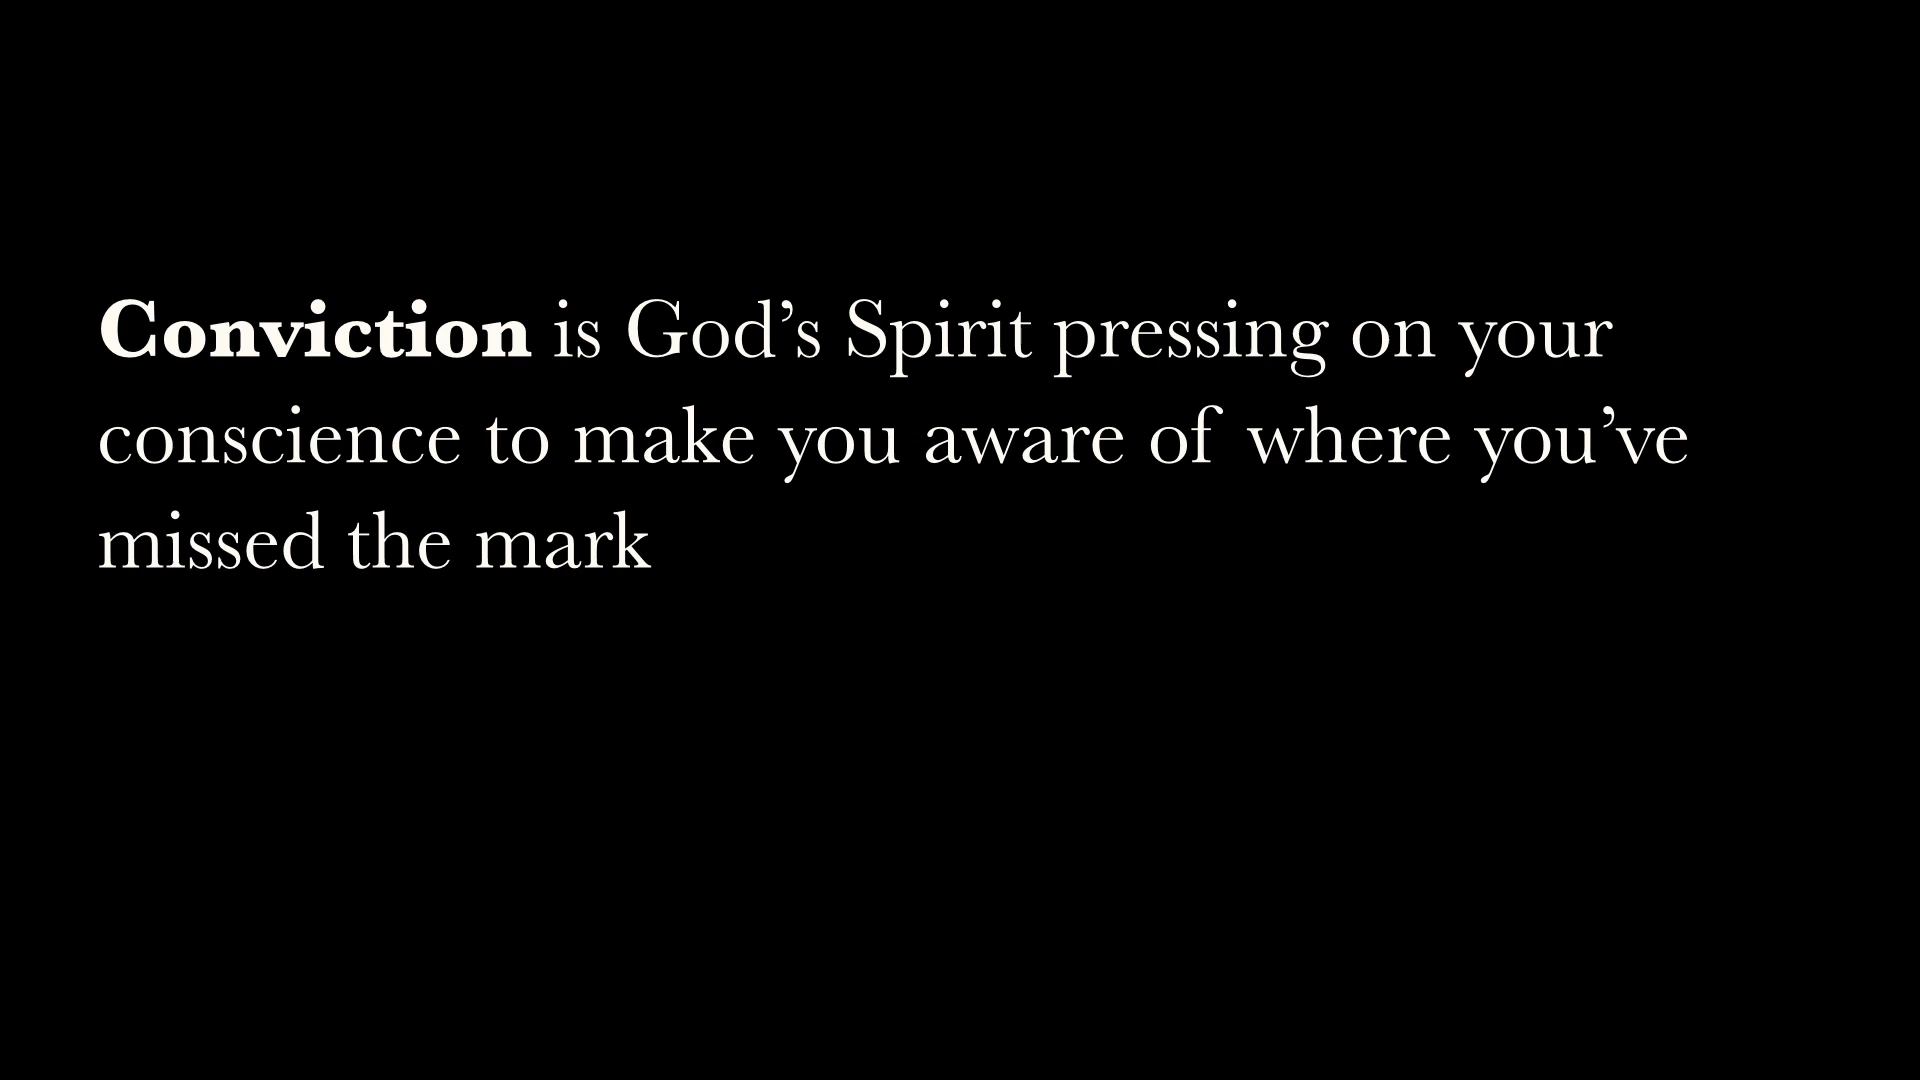 Conviction is God’s Spirit pressing on your
conscience to make you aware of where you’ve
missed the mark